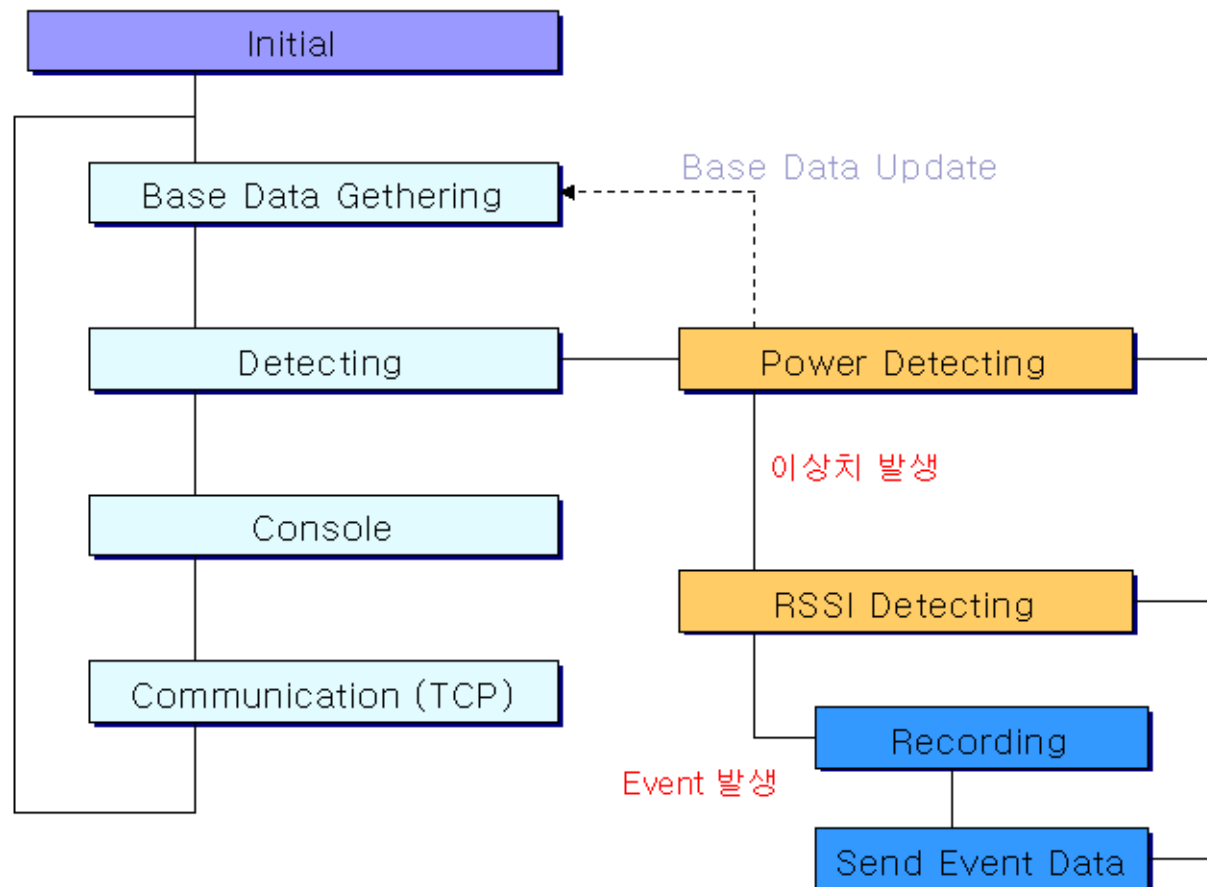 Initial
Base Data Update
Base Data Gethering
Detecting
Power Detecting
이상치 발생
Console
RSSI Detecting
Communication (TCP)
Recording
Event 발생
Send Event Data